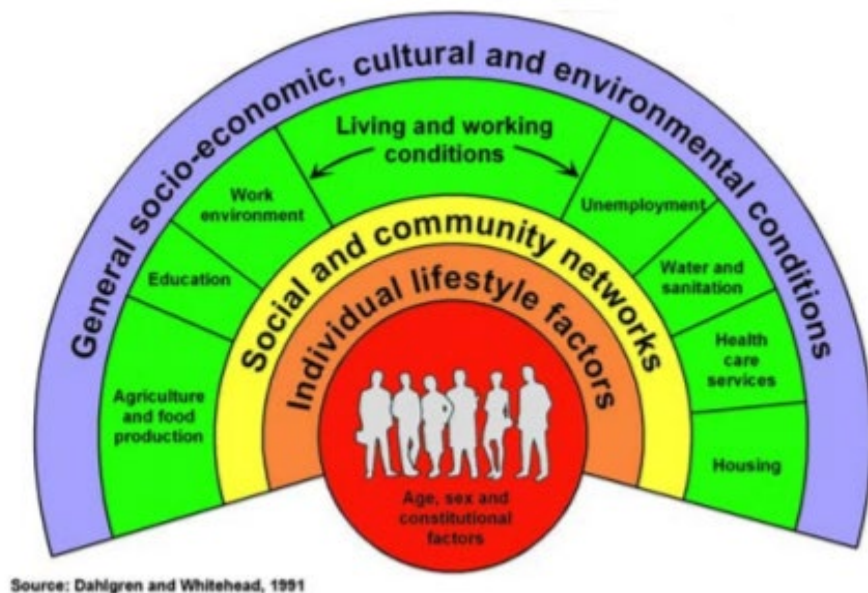 General socio-economic, cultural and environmental conditions
Living and working
conditions
Work
environment
Unemployment
Education
Water and
sanitation
Agriculture
and food
production
Health
care
services
Housing
Social and community networks
Individual lifestyle factors
Age, sex and
constitutional
factors
Source: Dahlgren and Whitehead, 1991